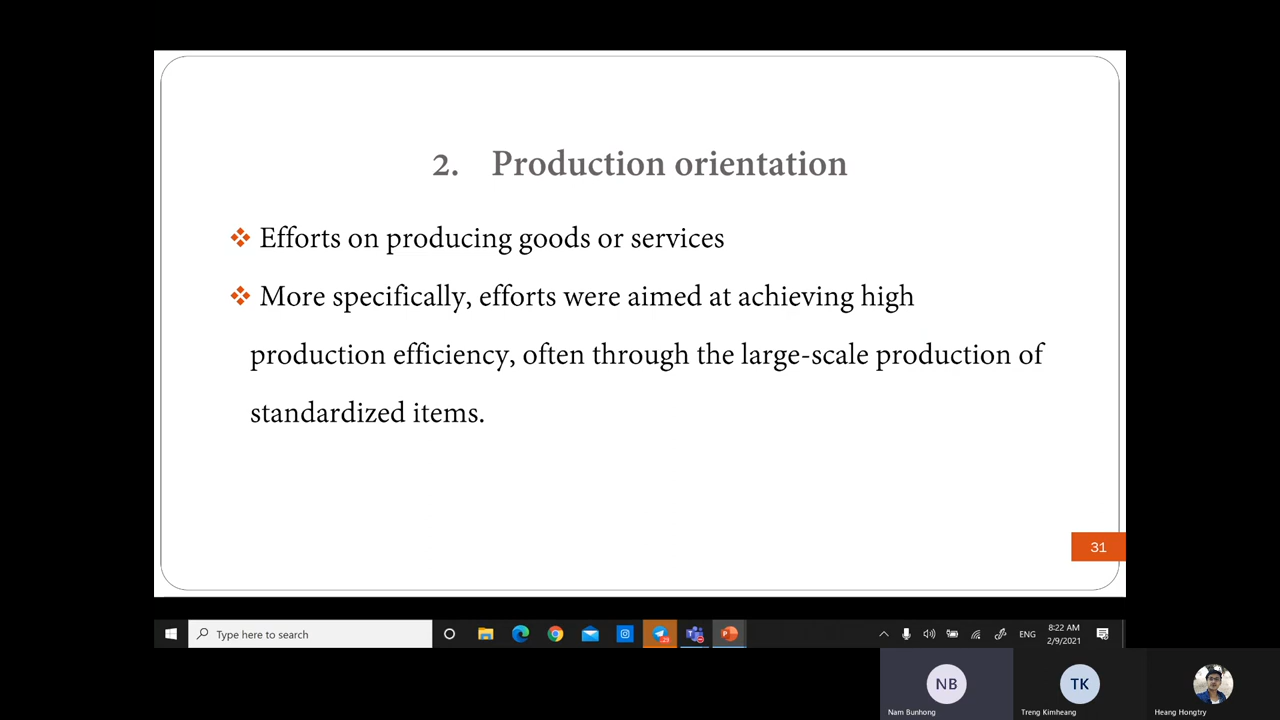 2. Production orientation
Efforts on producing goods or services
More specifically, efforts were aimed at achieving high
production efficiency, often through the large-scale production of
standardized items.
31
Type here to search
ENG
8:22 AM
2/9/2021
NB
TK
Nam Bunhong
Treng Kimheang
Heang Hongtry